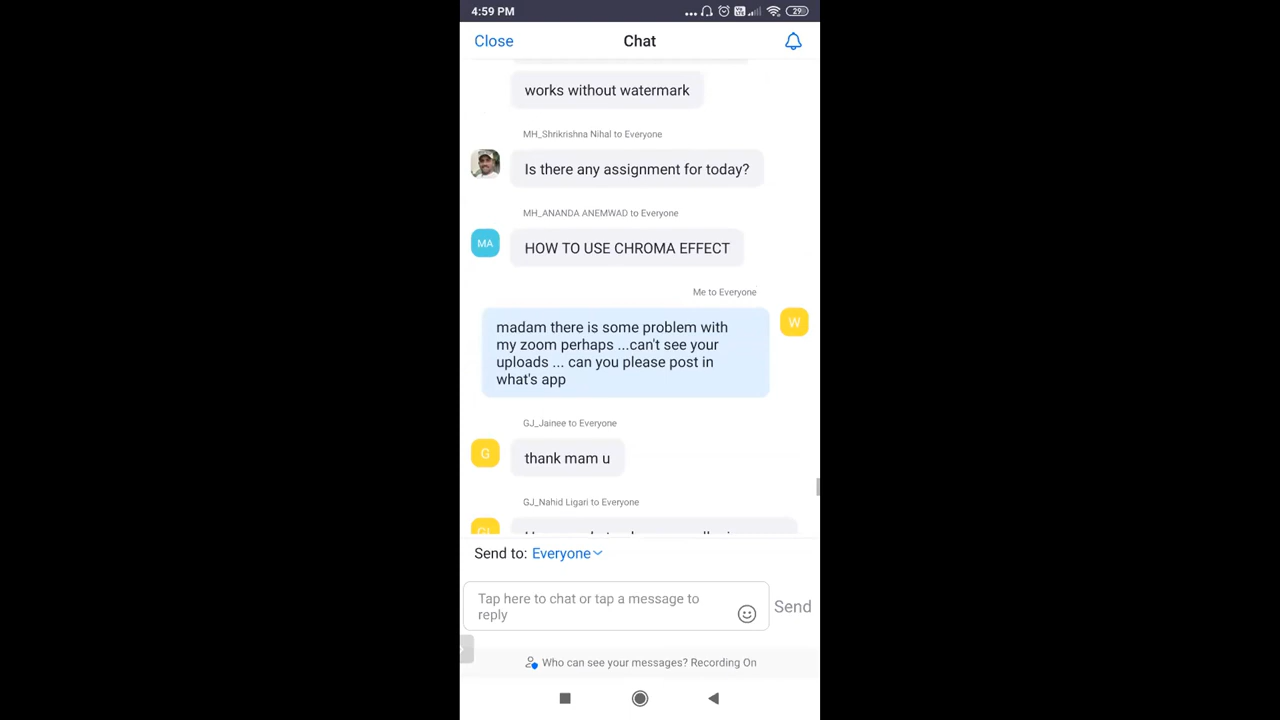 4:59 PM
29
Close
Chat
works without watermark
MH_Shrikrishna Nihal to Everyone
Is there any assignment for today?
MH_ANANDA ANEMWAD to Everyone
MA
HOW TO USE CHROMA EFFECT
Me to Everyone
W
madam there is some problem with
my zoom perhaps ...can't see your
uploads ... can you please post in
what's app
GJ_Jainee to Everyone
G
thank mam u
GJ_Nahid Ligari to Everyone
Send to: Everyone
Tap here to chat or tap a message to
reply
Send
Who can see your messages? Recording On